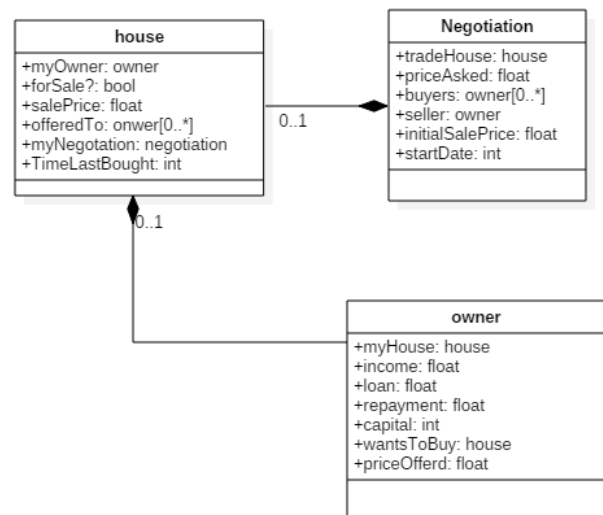 house
+myOwner: owner
+forSale?: bool
+salePrice: float
+offeredTo: onwer[0..*]
+myNegotation: negotiation
+TimeLastBought: int
Negotiation
+tradeHouse: house
+priceAsked: float
+buyers: owner[0..*]
+seller: owner
+initialSalePrice: float
+startDate: int
0..1
0..1
owner
+myHouse: house
+income: float
+loan: float
+repayment: float
+capital: int
+wantsToBuy: house
+priceOfferd: float